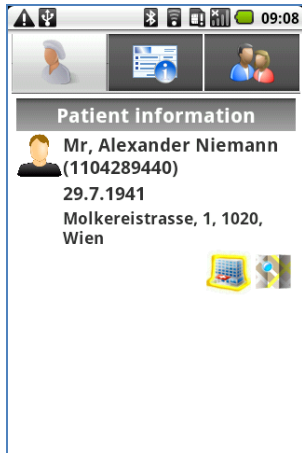 09:08
Patient information
Mr, Alexander Niemann
(1104289440)
29.7.1941
Molkereistrasse, 1, 1020,
Wien